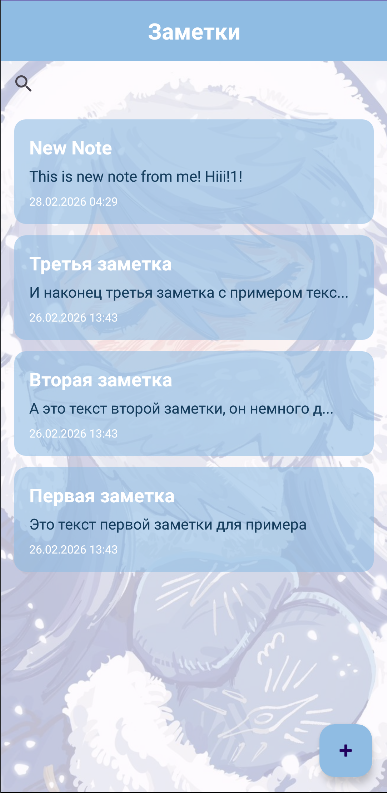 Заметки
New Note
This is new note from me! Hiii!1!
28.02.2026 04:29
Третья заметка
И наконец третья заметка с примером текс...
26.02.2026 13:43
Вторая заметка
А это текст второй заметки, он немного д...
26.02.2026 13:43
Первая заметка
Это текст первой заметки для примера
26.02.2026 13:43
+